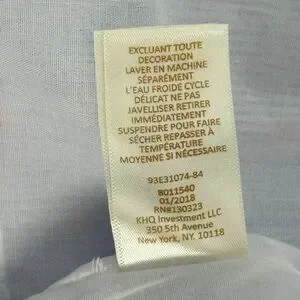 EXCLUANT TOUTE
DECORATION
LAVER EN MACHINE
SÉPARÉMENT
L'EAU FROIDE CYCLE
DÉLICAT NE PAS
JAVELLISER RETIRER
IMMÉDIATEMENT
SUSPENDRE POUR FAIRE
SÉCHER REPASSER À
TEMPÉRATURE
MOYENNE SI NÉCESSAIRE
93E31074-84
B011540
01/2018
RN#130323
KHQ Investment LLC
350 5th Avenue
New York, NY. 10118